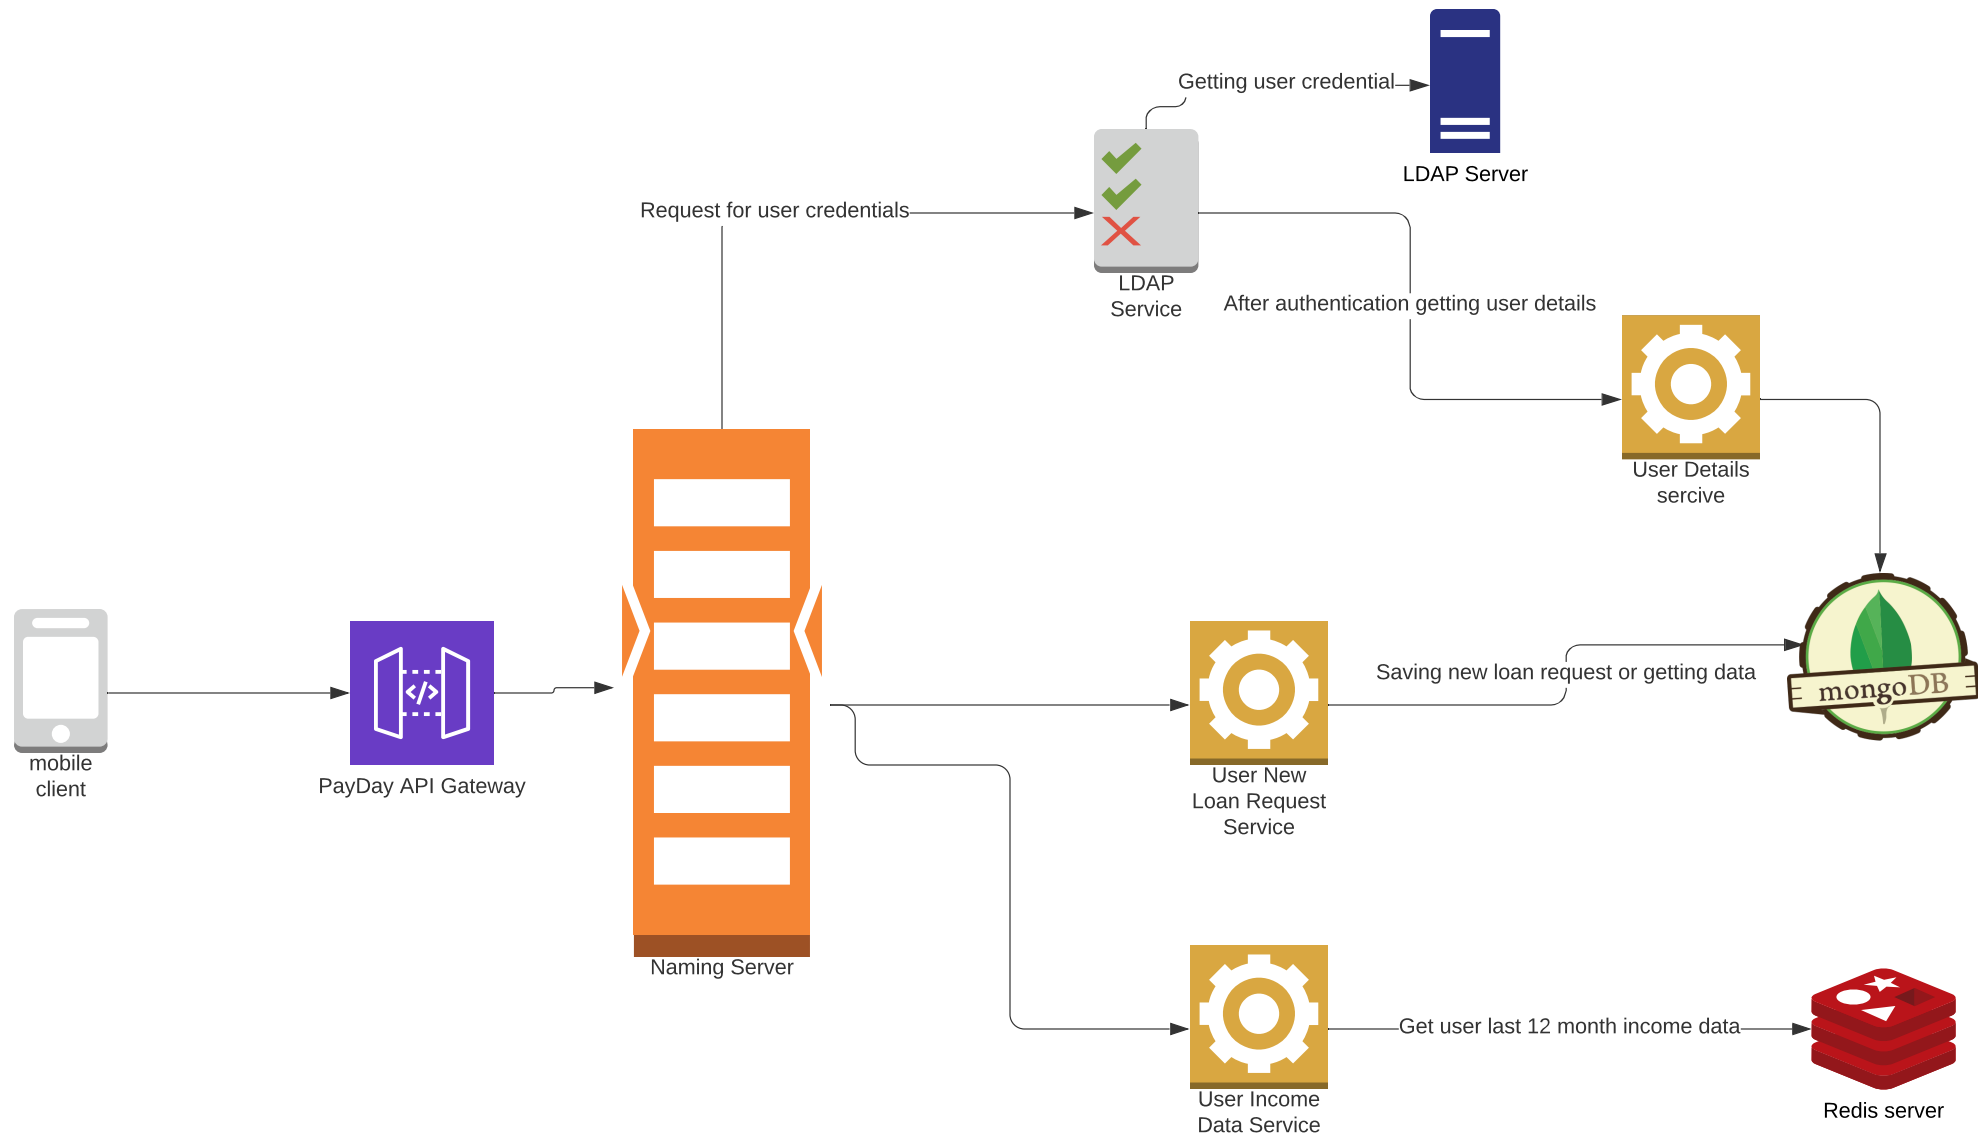 Getting user credential
LDAP Server
Request for user credentials
LDAP
Service
After authentication getting user details
User Details
sercive
mobile
client
</>
PayDay API Gateway
Naming Server
User New
Loan Request
Service
Saving new loan request or getting data
mongoDB
User Income
Data Service
Get user last 12 month income data
Redis server